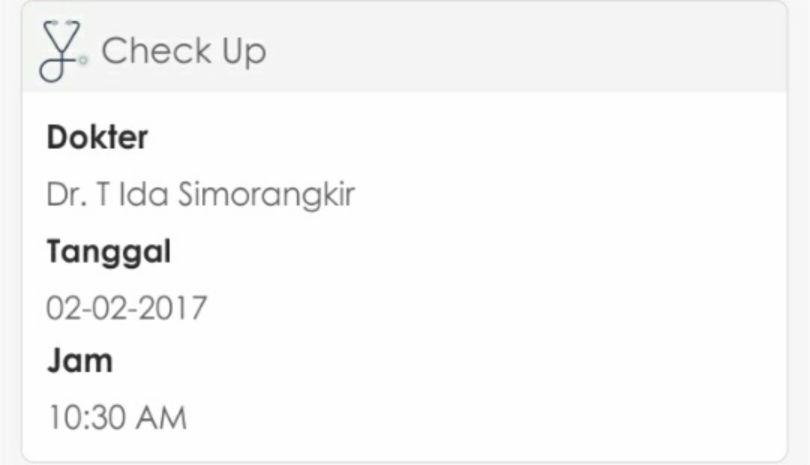 Check Up
Dokter
Dr. T Ida Simorangkir
Tanggal
02-02-2017
Jam
10:30 AM